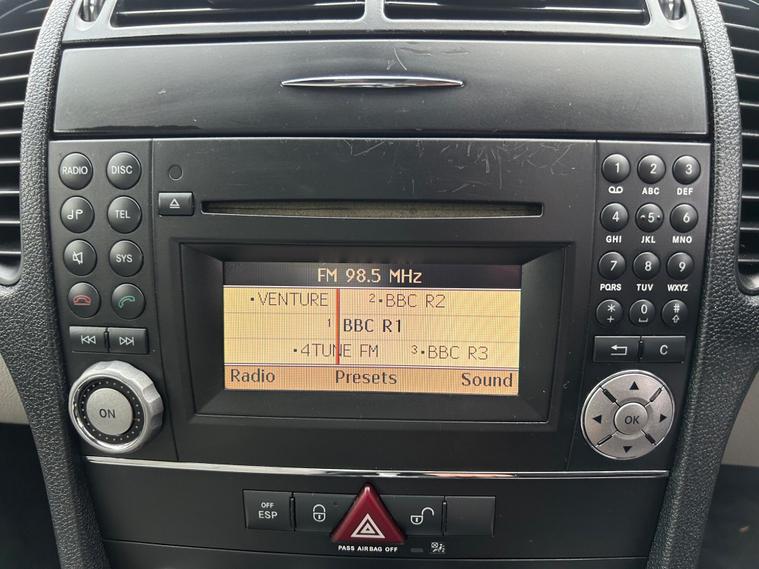 RADIO DISC
TEL
SYS
ON
FM 98.5 MHz
•VENTURE 2•BBC R2
1 BBC R1
•4TUNE FM 3•BBC R3
Radio Presets Sound
1 2 3
ABC DEF
4 •5• 6
GHI JKL MNO
7 8 9
PQRS TUV WXYZ
* 0 #
+
C
OK
OFF
ESP
PASS AIRBAG OFF